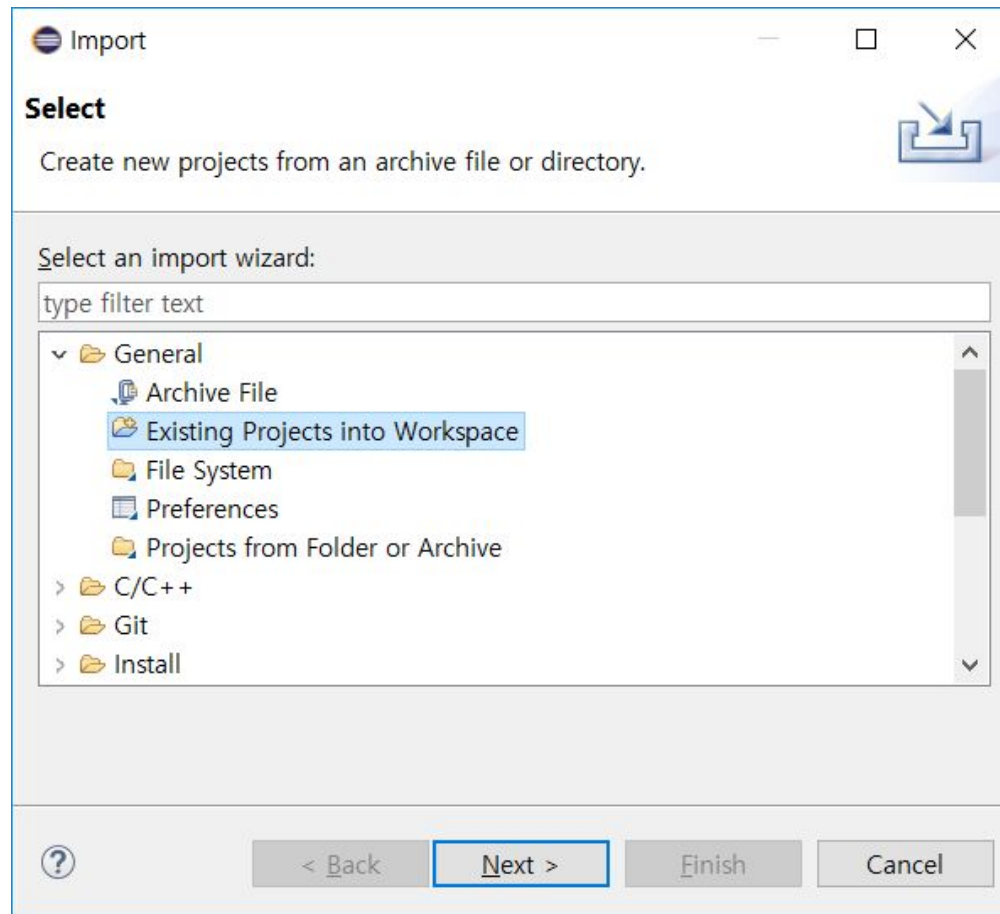 Import
Select
Create new projects from an archive file or directory.
Select an import wizard:
type filter text
General
Archive File
Existing Projects into Workspace
File System
Preferences
Projects from Folder or Archive
C/C++
Git
Install
? < Back Next > Finish Cancel